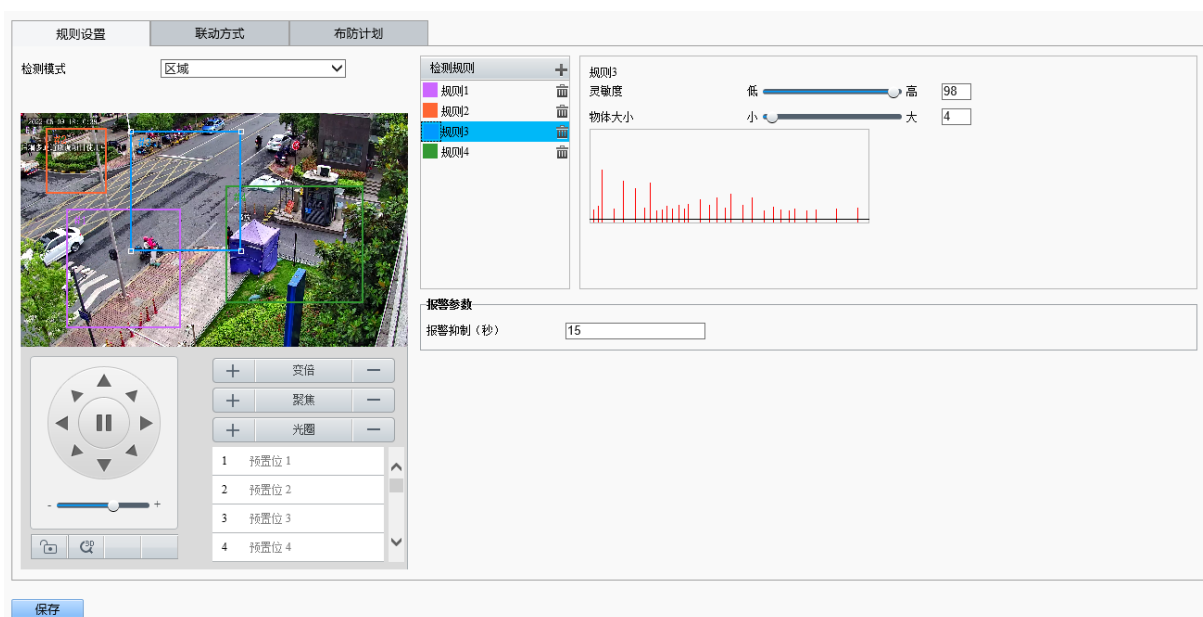 规则设置 联动方式 布防计划
检测模式 区域
检测规则
规则1
规则2
规则3
规则4
规则3
灵敏度 低 高 98
物体大小 小 大 4
报警参数
报警抑制（秒） 15
+ 变倍 −
+ 聚焦 −
+ 光圈 −
1 预置位 1
2 预置位 2
3 预置位 3
4 预置位 4
- +
3D
保存